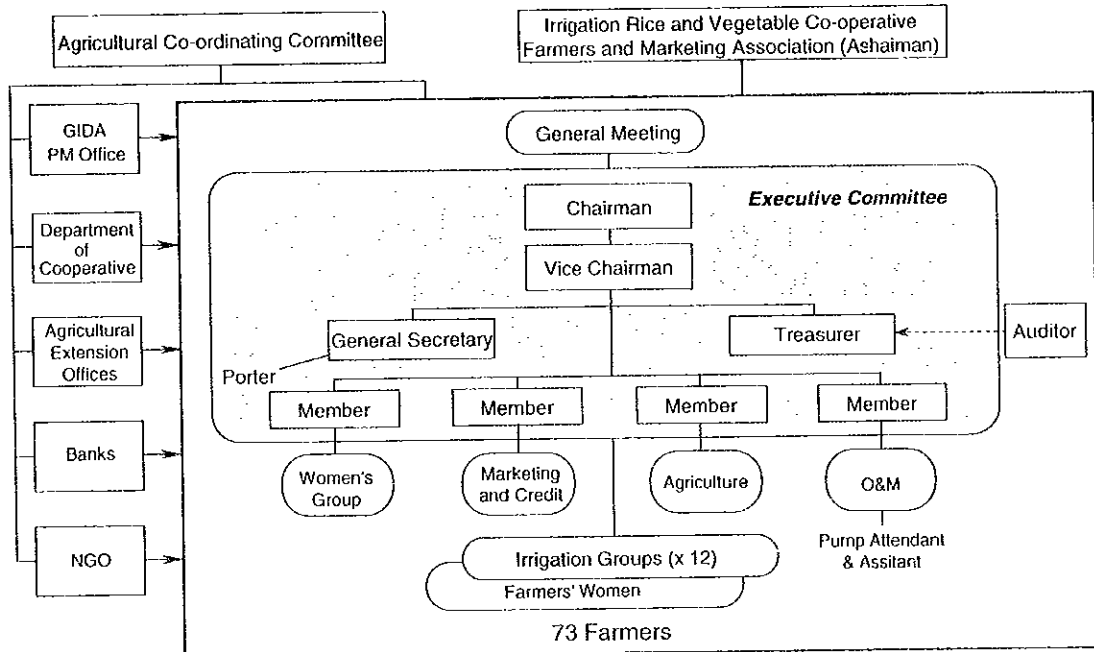 Agricultural Co-ordinating Committee
Irrigation Rice and Vegetable Co-operative
Farmers and Marketing Association (Ashaiman)
GIDA
PM Office
Department
of
Cooperative
Agricultural
Extension
Offices
Banks
NGO
General Meeting
Executive Committee
Chairman
Vice Chairman
General Secretary
Treasurer
Auditor
Porter
Member
Member
Member
Member
Women's
Group
Marketing
and Credit
Agriculture
O&M
Pump Attendant
& Assitant
Irrigation Groups (x 12)
Farmers' Women
73 Farmers